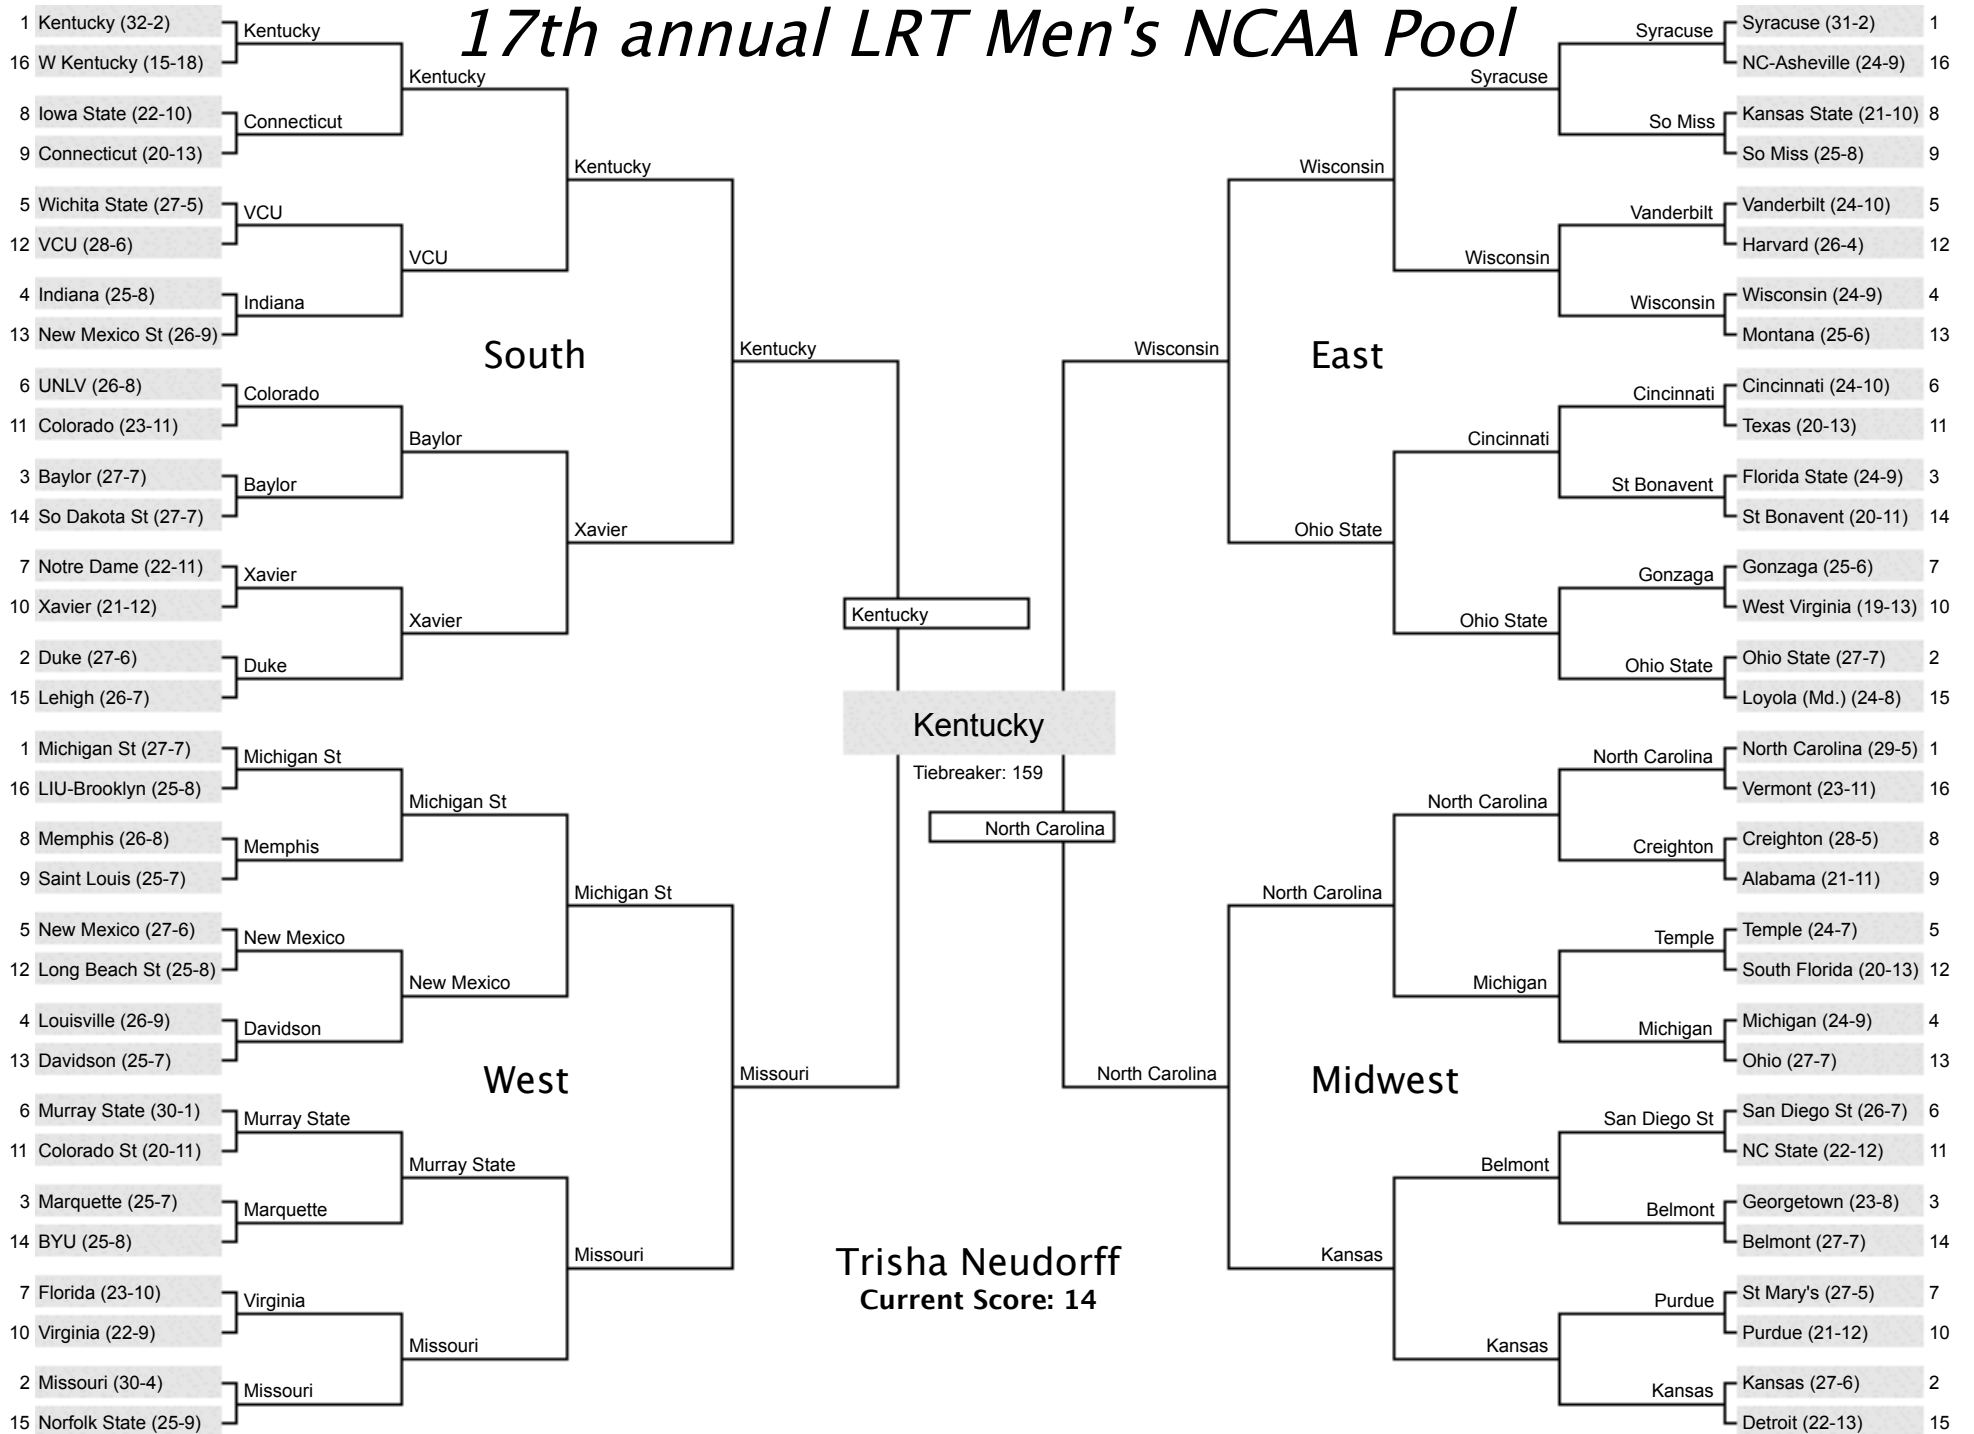 17th annual LRT Men's NCAA Pool
1 Kentucky (32-2)
16 W Kentucky (15-18)
8 Iowa State (22-10)
9 Connecticut (20-13)
5 Wichita State (27-5)
12 VCU (28-6)
4 Indiana (25-8)
13 New Mexico St (26-9)
6 UNLV (26-8)
11 Colorado (23-11)
3 Baylor (27-7)
14 So Dakota St (27-7)
7 Notre Dame (22-11)
10 Xavier (21-12)
2 Duke (27-6)
15 Lehigh (26-7)
Kentucky
Connecticut
VCU
Indiana
Colorado
Baylor
Xavier
Duke
Kentucky
VCU
Baylor
Xavier
Kentucky
Xavier
South
Kentucky
1 Michigan St (27-7)
16 LIU-Brooklyn (25-8)
8 Memphis (26-8)
9 Saint Louis (25-7)
5 New Mexico (27-6)
12 Long Beach St (25-8)
4 Louisville (26-9)
13 Davidson (25-7)
6 Murray State (30-1)
11 Colorado St (20-11)
3 Marquette (25-7)
14 BYU (25-8)
7 Florida (23-10)
10 Virginia (22-9)
2 Missouri (30-4)
15 Norfolk State (25-9)
Michigan St
Memphis
New Mexico
Davidson
Murray State
Marquette
Virginia
Missouri
Michigan St
New Mexico
Murray State
Missouri
Michigan St
Missouri
West
Missouri
Kentucky
Kentucky
Tiebreaker: 159
North Carolina
Trisha Neudorff
Current Score: 14
Wisconsin
East
Wisconsin
Ohio State
Syracuse
Wisconsin
Cincinnati
Ohio State
Syracuse
So Miss
Vanderbilt
Wisconsin
Cincinnati
St Bonavent
Gonzaga
Ohio State
Syracuse (31-2) 1
NC-Asheville (24-9) 16
Kansas State (21-10) 8
So Miss (25-8) 9
Vanderbilt (24-10) 5
Harvard (26-4) 12
Wisconsin (24-9) 4
Montana (25-6) 13
Cincinnati (24-10) 6
Texas (20-13) 11
Florida State (24-9) 3
St Bonavent (20-11) 14
Gonzaga (25-6) 7
West Virginia (19-13) 10
Ohio State (27-7) 2
Loyola (Md.) (24-8) 15
North Carolina
Midwest
North Carolina
Kansas
North Carolina
Michigan
Belmont
Kansas
North Carolina
Creighton
Temple
Michigan
San Diego St
Belmont
Purdue
Kansas
North Carolina (29-5) 1
Vermont (23-11) 16
Creighton (28-5) 8
Alabama (21-11) 9
Temple (24-7) 5
South Florida (20-13) 12
Michigan (24-9) 4
Ohio (27-7) 13
San Diego St (26-7) 6
NC State (22-12) 11
Georgetown (23-8) 3
Belmont (27-7) 14
St Mary's (27-5) 7
Purdue (21-12) 10
Kansas (27-6) 2
Detroit (22-13) 15